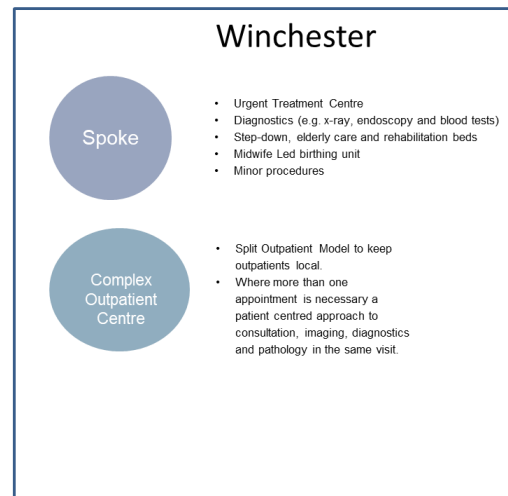 Winchester
Spoke
• Urgent Treatment Centre
• Diagnostics (e.g. x-ray, endoscopy and blood tests)
• Step-down, elderly care and rehabilitation beds
• Midwife Led birthing unit
• Minor procedures
Complex
Outpatient
Centre
• Split Outpatient Model to keep
outpatients local.
• Where more than one
appointment is necessary a
patient centred approach to
consultation, imaging, diagnostics
and pathology in the same visit.